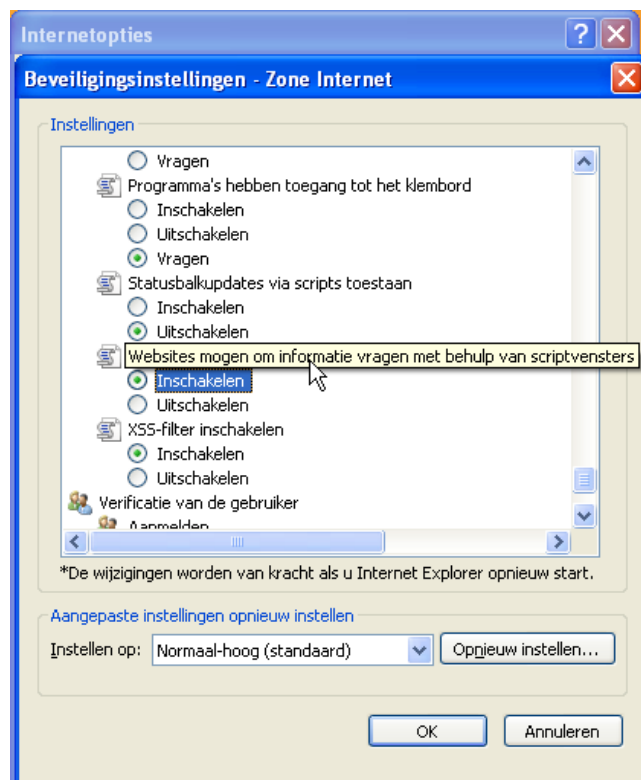 Internetopties
Beveiligingsinstellingen - Zone Internet
Instellingen
Vragen
Programma's hebben toegang tot het klembord
Inschakelen
Uitschakelen
Vragen
Statusbalkupdates via scripts toestaan
Inschakelen
Uitschakelen
Websites mogen om informatie vragen met behulp van scriptvensters
Inschakelen
Uitschakelen
XSS-filter inschakelen
Inschakelen
Uitschakelen
Verificatie van de gebruiker
Aanmelden
*De wijzigingen worden van kracht als u Internet Explorer opnieuw start.
Aangepaste instellingen opnieuw instellen
Instellen op: Normaal-hoog (standaard) Opnieuw instellen...
OK Annuleren